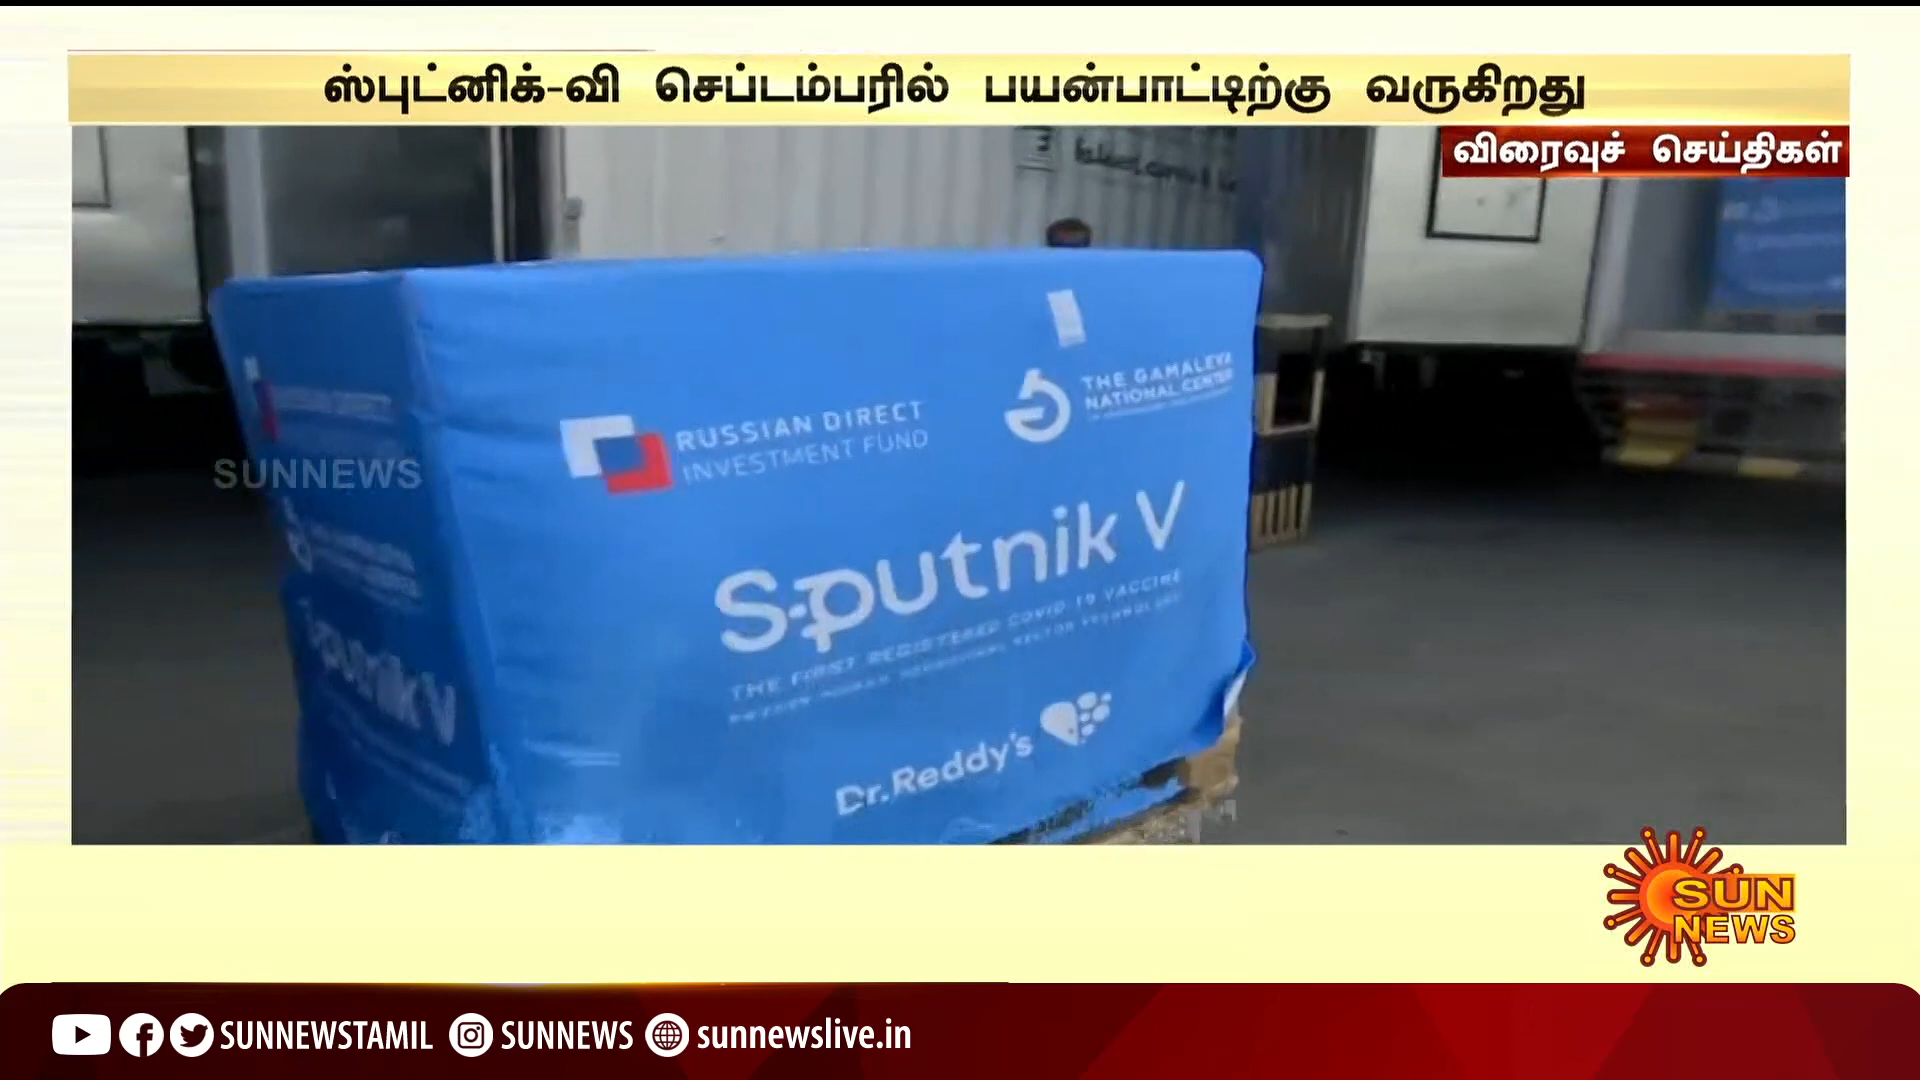 ஸ்புட்னிக்-வி செப்டம்பரில் பயன்பாட்டிற்கு வருகிறது
விரைவுச் செய்திகள்
RUSSIAN DIRECT
INVESTMENT FUND
THE GAMALEYA
NATIONAL CENTER
SUNNEWS
Sputnik V
THE FIRST REGISTERED COVID-19 VACCINE
Dr.Reddy's
Sputnik V
SUN
NEWS
SUNNEWSTAMIL SUNNEWS sunnewslive.in